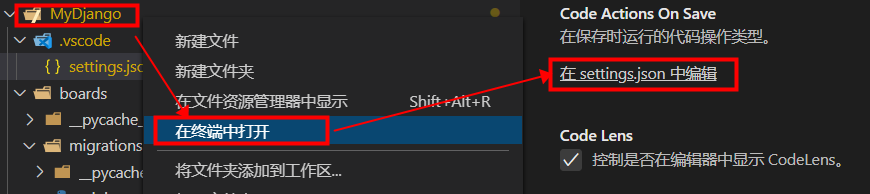 MyDjango
.vscode
{ } settings.jso
boards
__pycache
migrations
__pycache
新建文件
新建文件夹
在文件资源管理器中显示 Shift+Alt+R
在终端中打开
将文件夹添加到工作区...
Code Actions On Save
在保存时运行的代码操作类型。
在 settings.json 中编辑
Code Lens
控制是否在编辑器中显示 CodeLens。